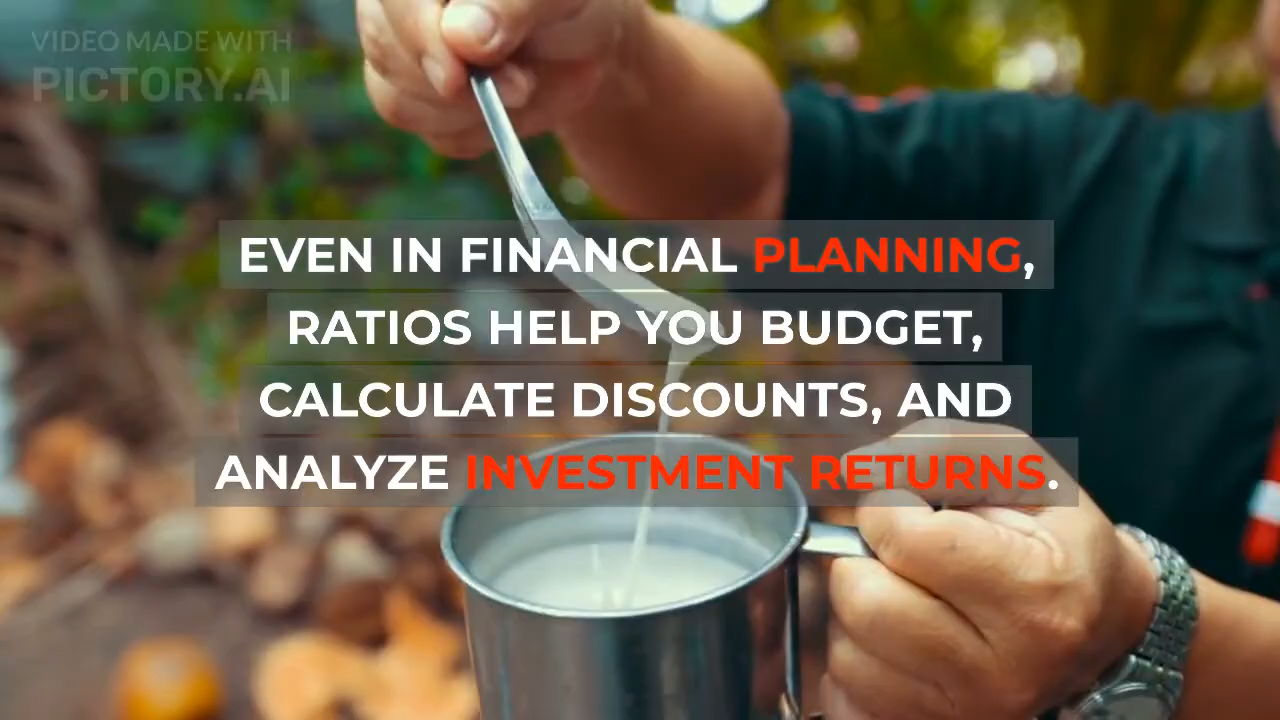 VIDEO MADE WITH
PICTORY.AI
EVEN IN FINANCIAL PLANNING,
RATIOS HELP YOU BUDGET,
CALCULATE DISCOUNTS, AND
ANALYZE INVESTMENT RETURNS.